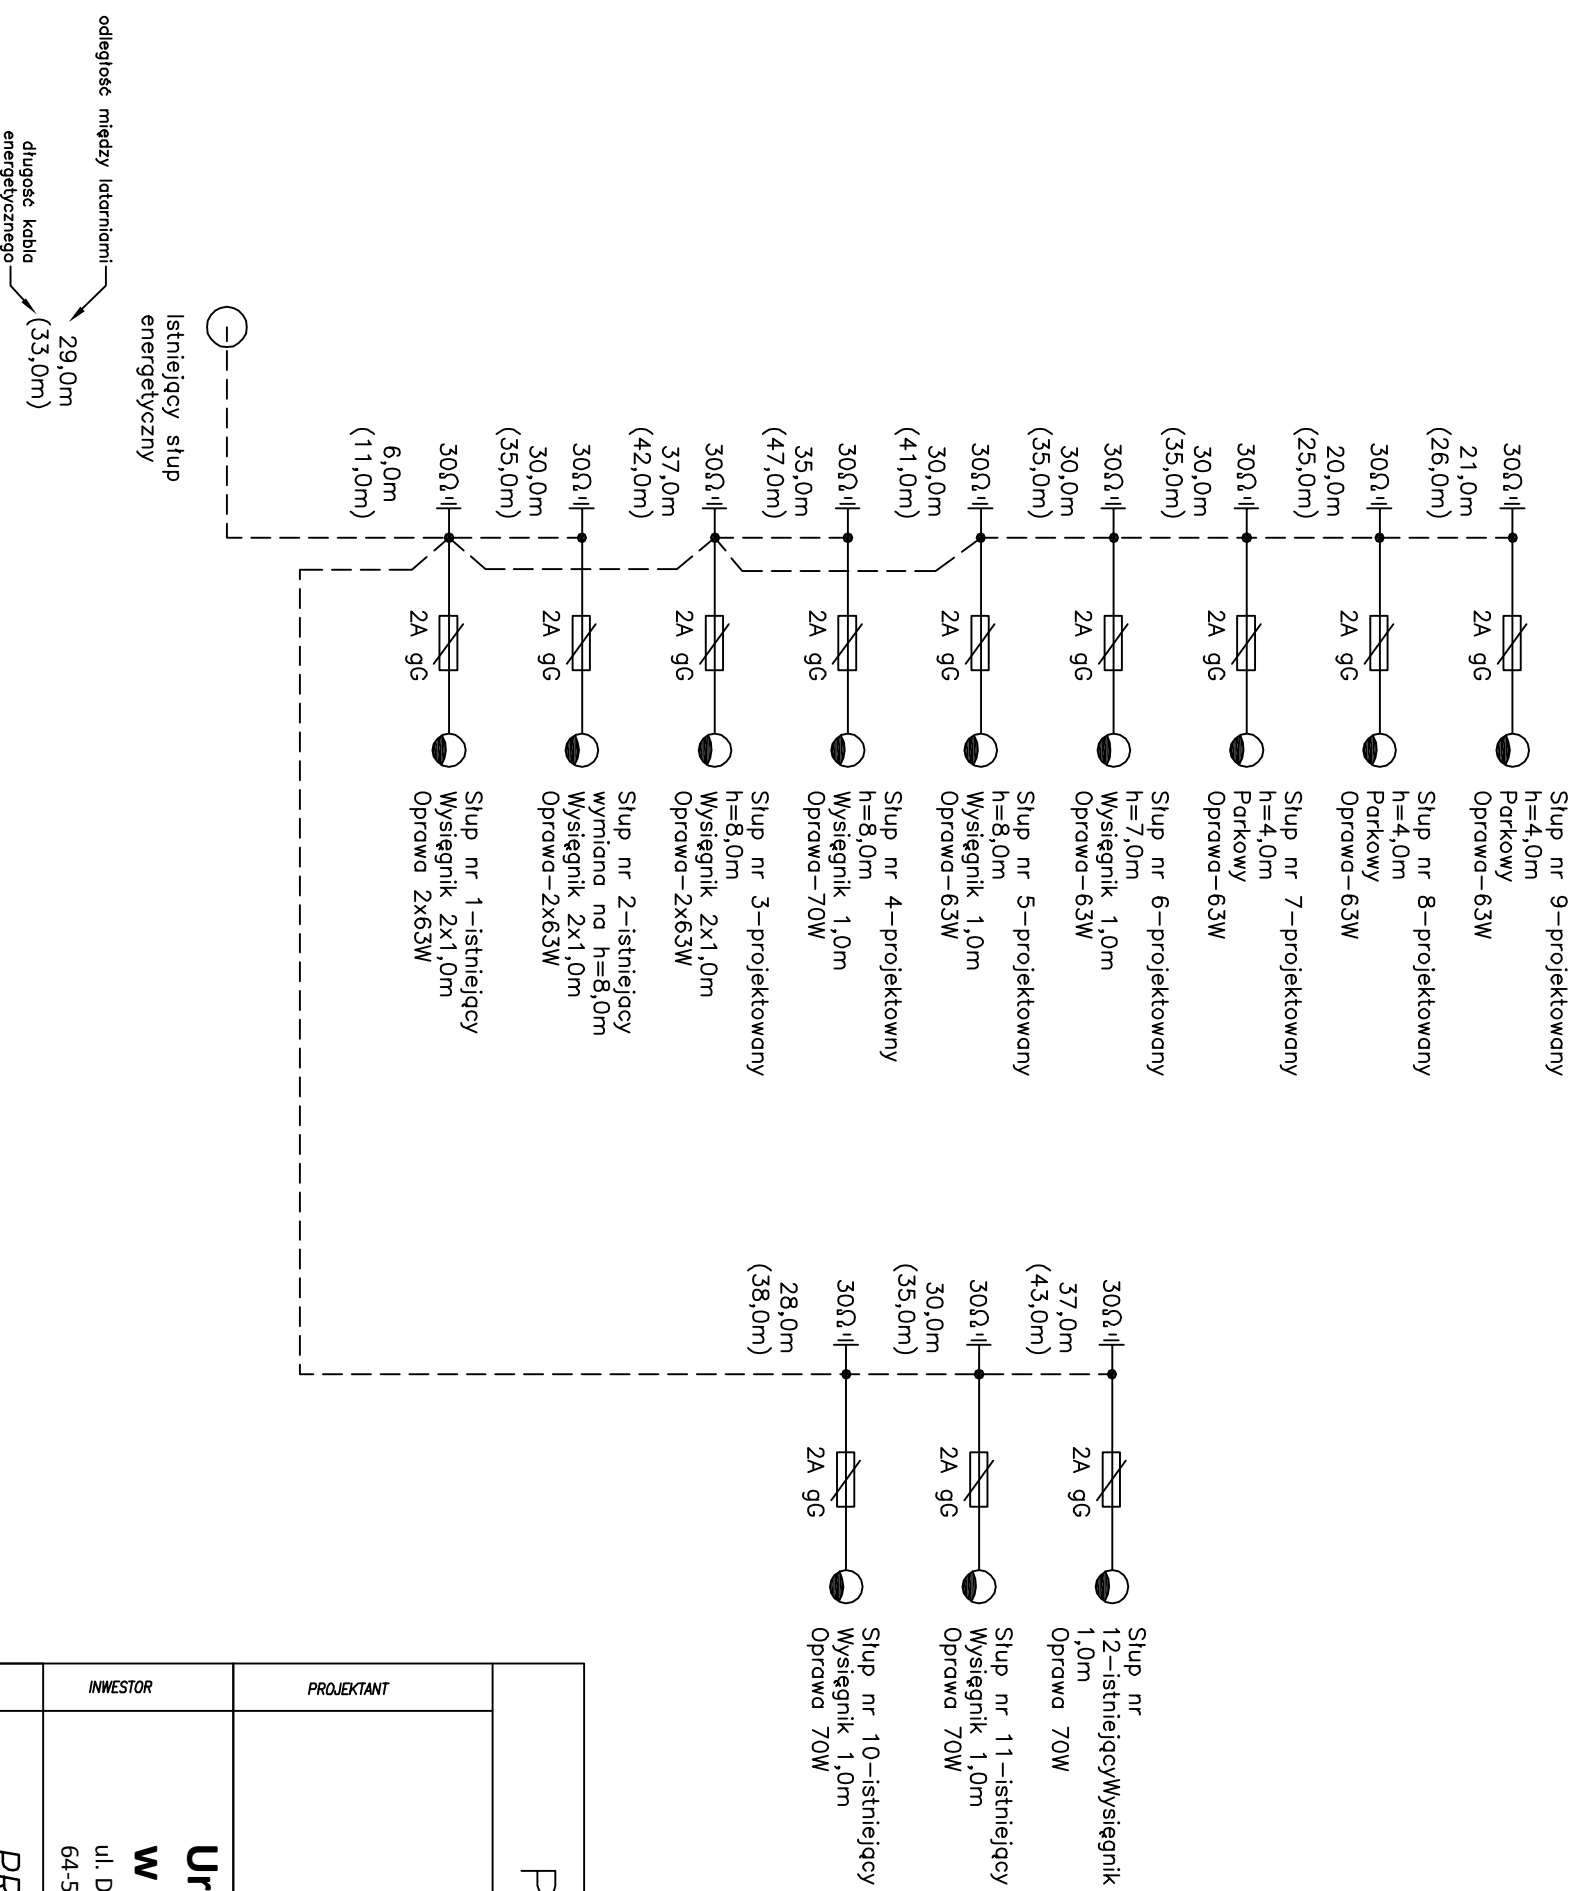 Słup nr 9-projektowany
h=4,0m
Parkowy
Oprawa-63W
30Ω
2A gG
21,0m
(26,0m)
Słup nr 8-projektowany
h=4,0m
Parkowy
Oprawa-63W
30Ω
2A gG
20,0m
(25,0m)
Słup nr 7-projektowany
h=4,0m
Parkowy
Oprawa-63W
30Ω
2A gG
30,0m
(35,0m)
Słup nr 6-projektowany
h=7,0m
Wysięgnik 1,0m
Oprawa-63W
30Ω
2A gG
30,0m
(35,0m)
Słup nr 5-projektowany
h=8,0m
Wysięgnik 1,0m
Oprawa-63W
30Ω
2A gG
30,0m
(41,0m)
Słup nr 4-projektowny
h=8,0m
Wysięgnik 1,0m
Oprawa-70W
30Ω
2A gG
35,0m
(47,0m)
Słup nr 3-projektowany
h=8,0m
Wysięgnik 2x1,0m
Oprawa-2x63W
30Ω
2A gG
37,0m
(42,0m)
Słup nr 2-istniejacy
wymiana na h=8,0m
Wysięgnik 2x1,0m
Oprawa-2x63W
30Ω
2A gG
30,0m
(35,0m)
Słup nr 1-istniejący
Wysięgnik 2x1,0m
Oprawa 2x63W
30Ω
2A gG
6,0m
(11,0m)
Słup nr
12-istniejącyWysięgnik
1,0m
Oprawa 70W
30Ω
2A gG
37,0m
(43,0m)
Słup nr 11-istniejący
Wysięgnik 1,0m
Oprawa 70W
30Ω
2A gG
30,0m
(35,0m)
Słup nr 10-istniejący
Wysięgnik 1,0m
Oprawa 70W
30Ω
2A gG
28,0m
(38,0m)
Istniejący słup
energetyczny
odległość między latarniami
29,0m
(33,0m)
długość kabla
energetycznego
PROJEKTANT
INWESTOR
w
ul.